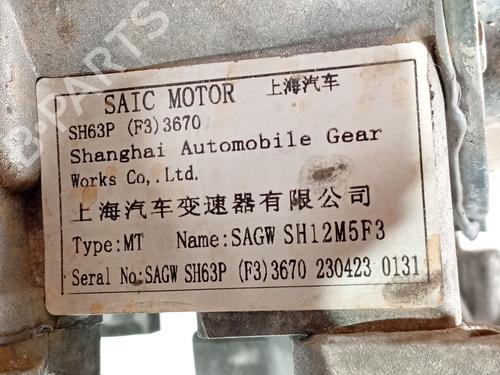 SAIC MOTOR 上海汽车
SH63P (F3)3670
Shanghai Automobile Gear
Works Co,.Ltd.
上海汽车变速器有限公司
Type:MT Name:SAGW SH12M5F3
Serial No:SAGW SH63P (F3)3670 230423 0131
B-PARTS